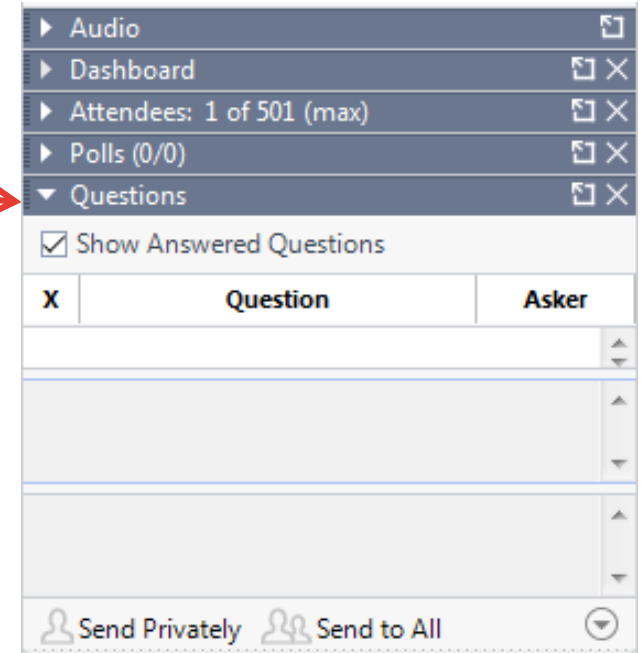 Audio
Dashboard
Attendees: 1 of 501 (max)
Polls (0/0)
Questions
Show Answered Questions
X Question Asker
Send Privately Send to All